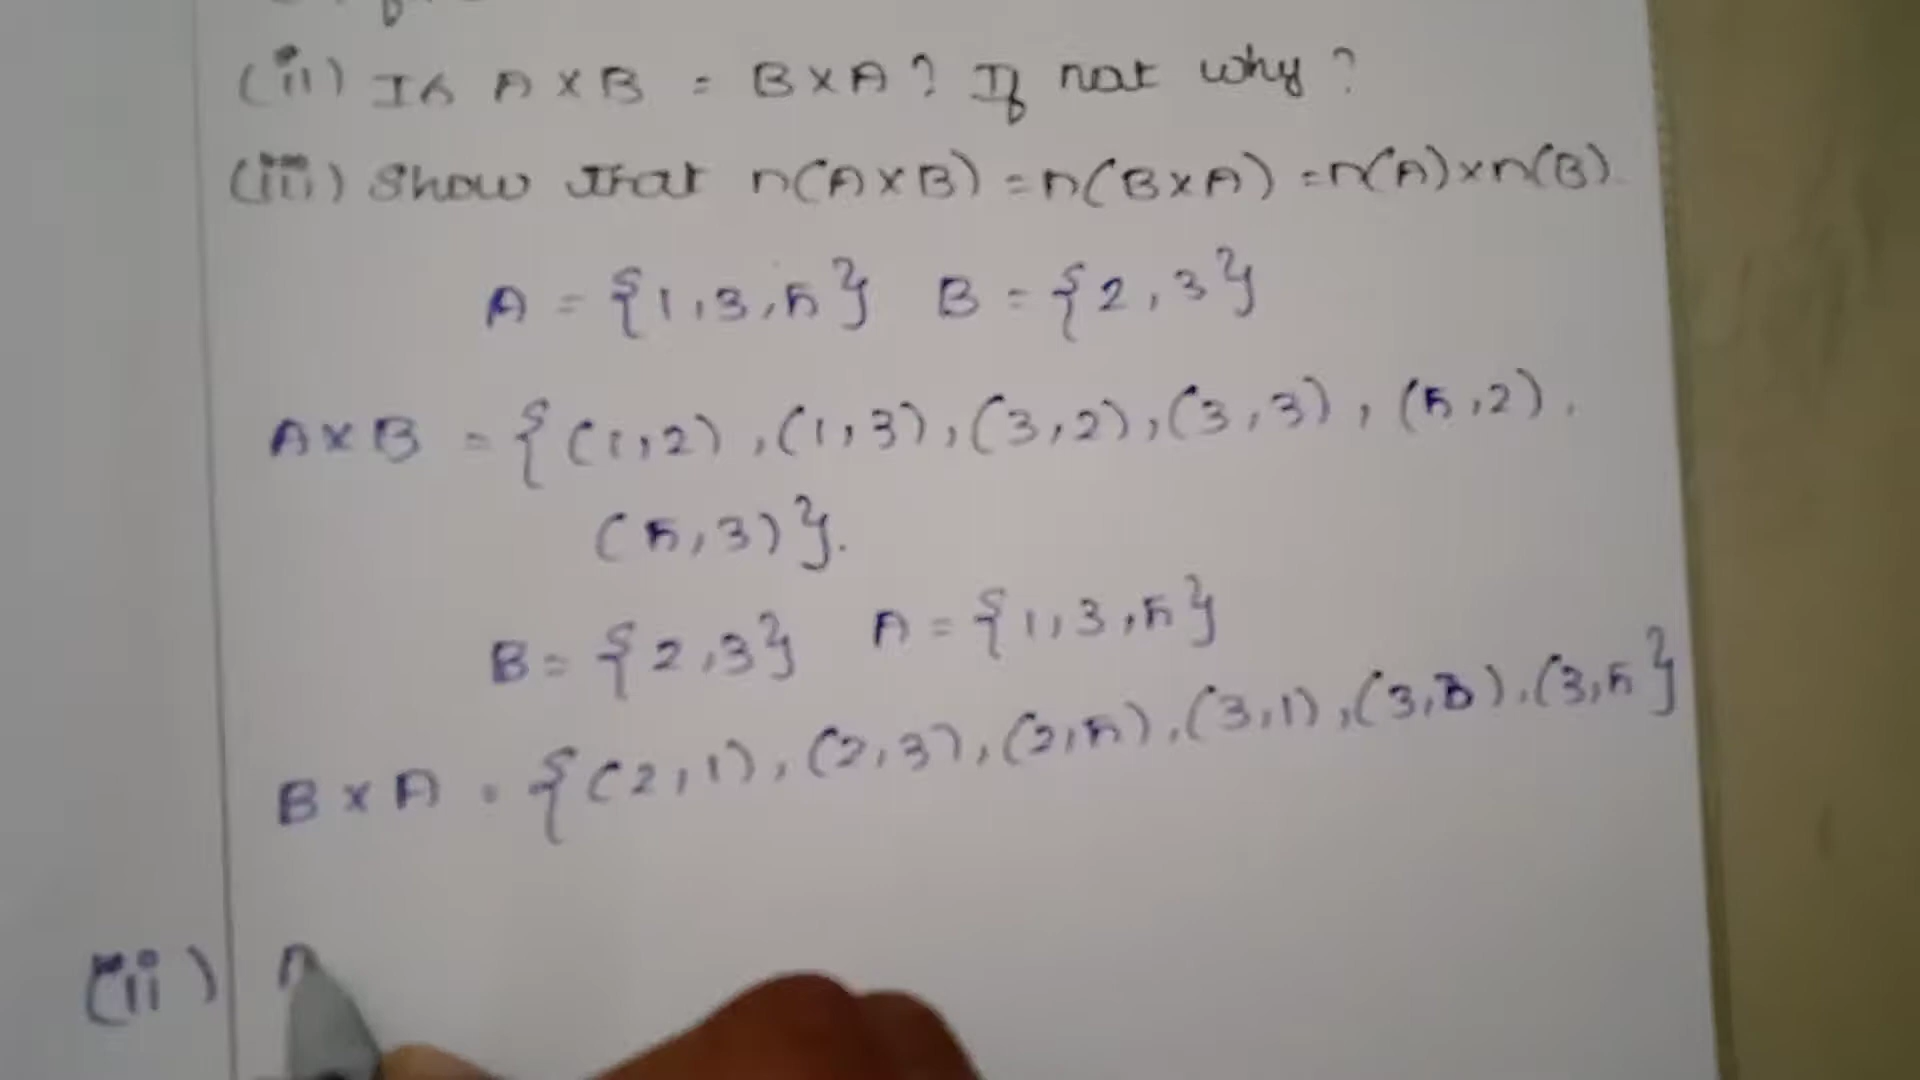 (ii) Is A × B = B × A ? If not why ?
(iii) Show that n(A × B) = n(B × A) = n(A) × n(B).
A = {1,3,5} B = {2,3}
A × B = {(1,2), (1,3), (3,2), (3,3), (5,2),
(5,3)}.
B = {2,3} A = {1,3,5}
B × A = {(2,1), (2,3), (2,5), (3,1), (3,3), (3,5}
(ii)